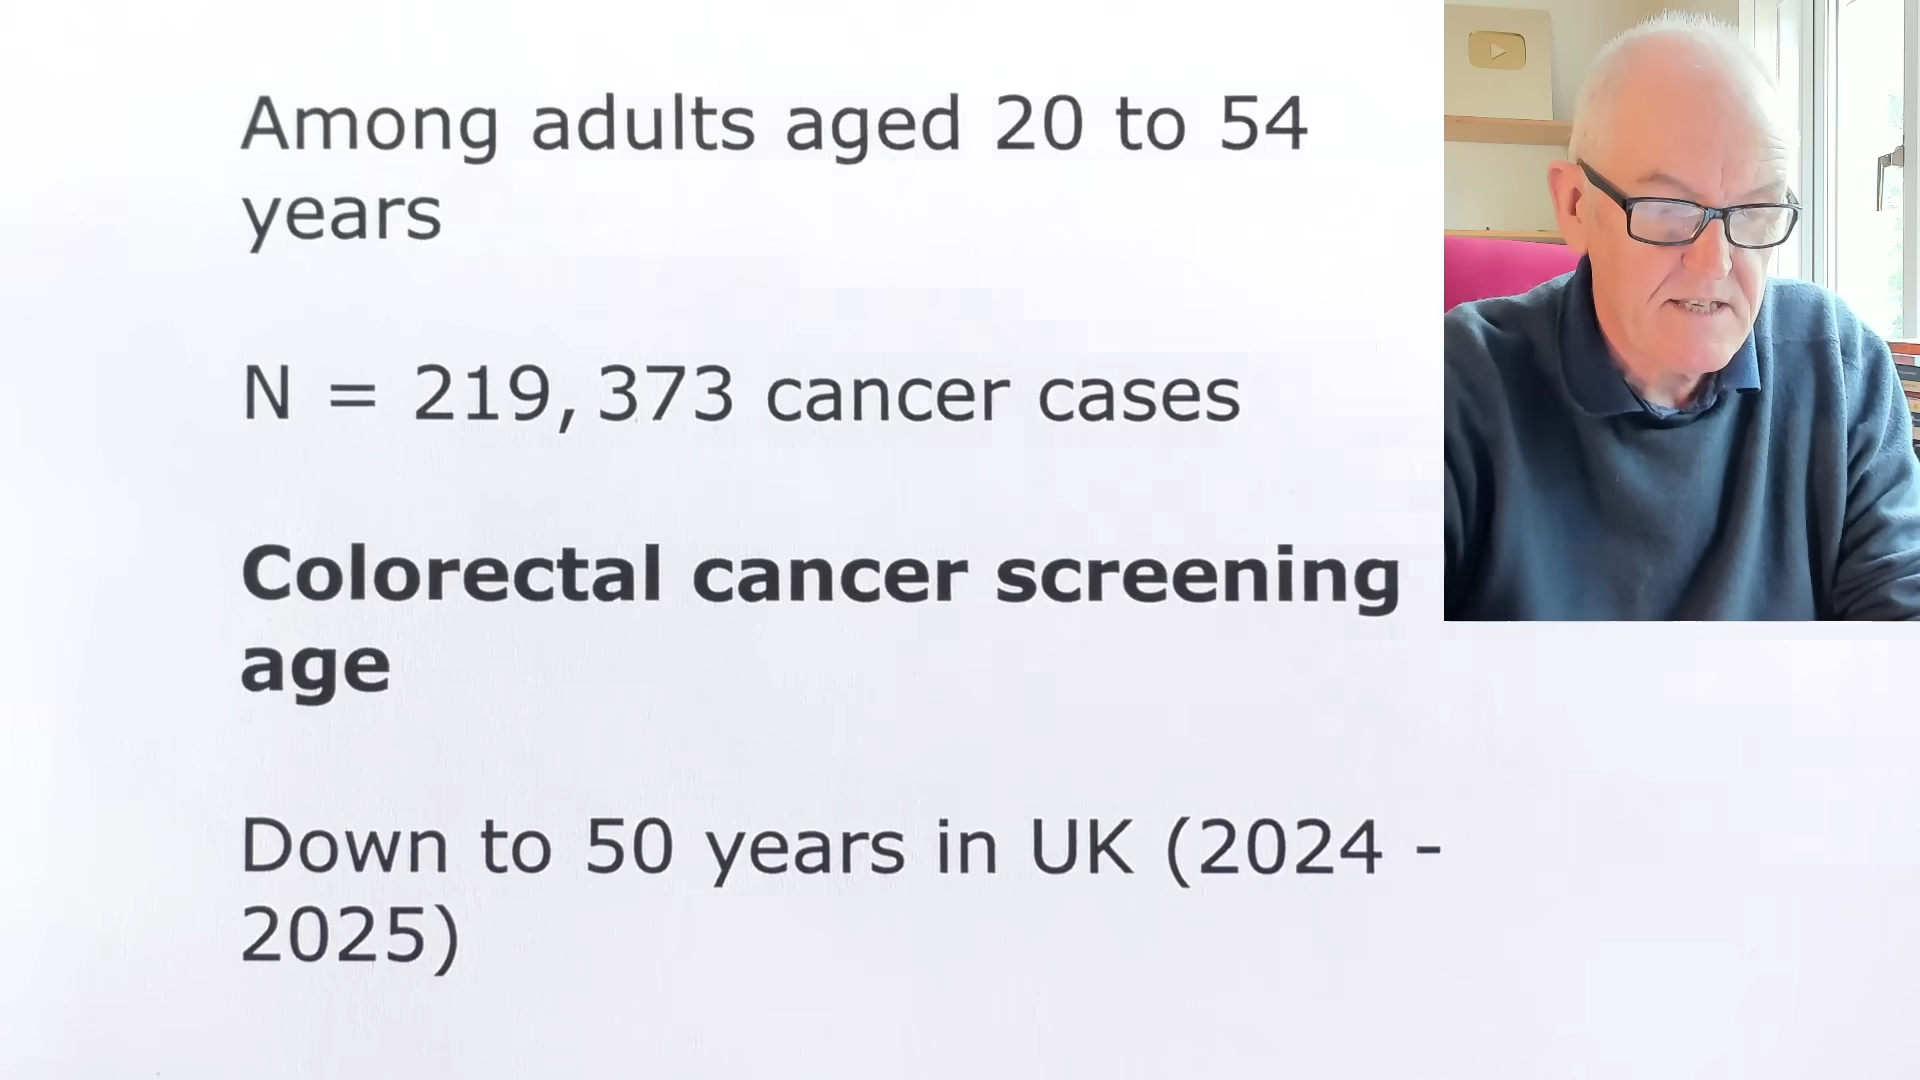 Among adults aged 20 to 54
years
N = 219, 373 cancer cases
Colorectal cancer screening
age
Down to 50 years in UK (2024 -
2025)